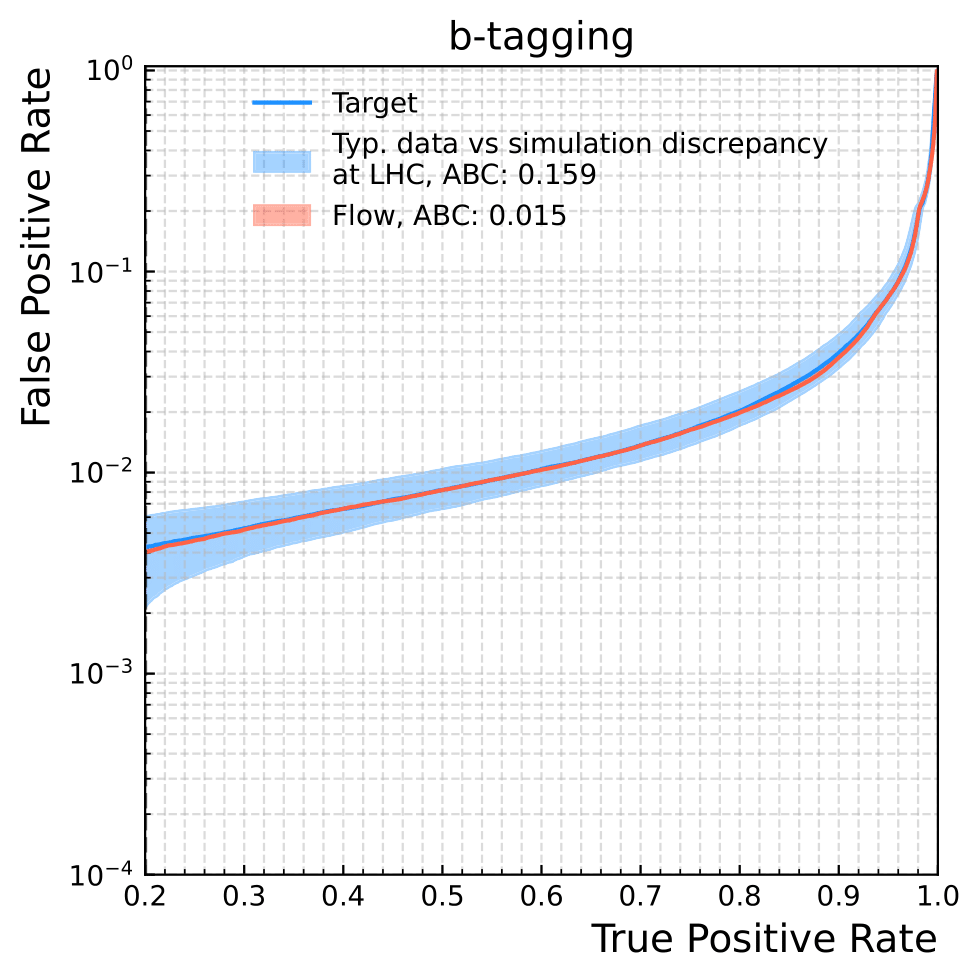 b-tagging
False Positive Rate
10⁰
10⁻¹
10⁻²
10⁻³
10⁻⁴
Target
Typ. data vs simulation discrepancy
at LHC, ABC: 0.159
Flow, ABC: 0.015
0.2 0.3 0.4 0.5 0.6 0.7 0.8 0.9 1.0
True Positive Rate